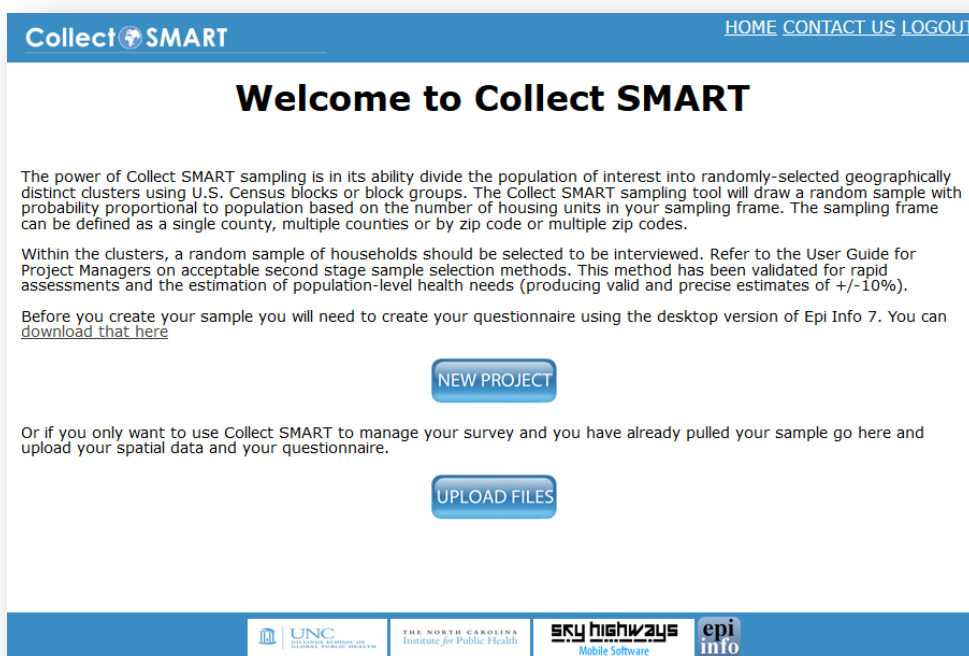 Collect SMART
HOME CONTACT US LOGOUT
Welcome to Collect SMART
The power of Collect SMART sampling is in its ability divide the population of interest into randomly-selected geographically
distinct clusters using U.S. Census blocks or block groups. The Collect SMART sampling tool will draw a random sample with
probability proportional to population based on the number of housing units in your sampling frame. The sampling frame
can be defined as a single county, multiple counties or by zip code or multiple zip codes.
Within the clusters, a random sample of households should be selected to be interviewed. Refer to the User Guide for
Project Managers on acceptable second stage sample selection methods. This method has been validated for rapid
assessments and the estimation of population-level health needs (producing valid and precise estimates of +/-10%).
Before you create your sample you will need to create your questionnaire using the desktop version of Epi Info 7. You can
download that here
NEW PROJECT
Or if you only want to use Collect SMART to manage your survey and you have already pulled your sample go here and
upload your spatial data and your questionnaire.
UPLOAD FILES
UNC
GILLINGS SCHOOL OF
GLOBAL PUBLIC HEALTH
THE NORTH CAROLINA
Institute for Public Health
SKY highways
Mobile Software
epi
info